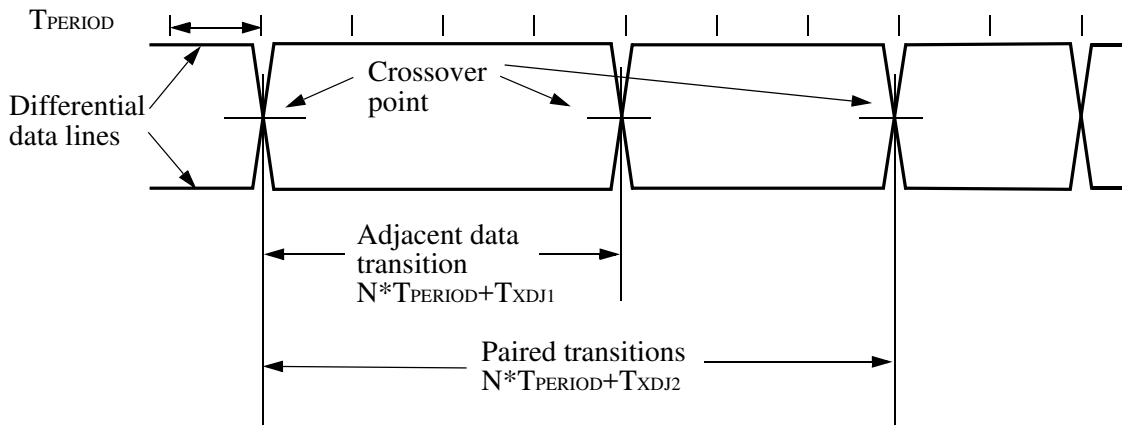 TPERIOD
Crossover
point
Differential
data lines
Adjacent data
transition
N*TPERIOD+TXDJ1
Paired transitions
N*TPERIOD+TXDJ2